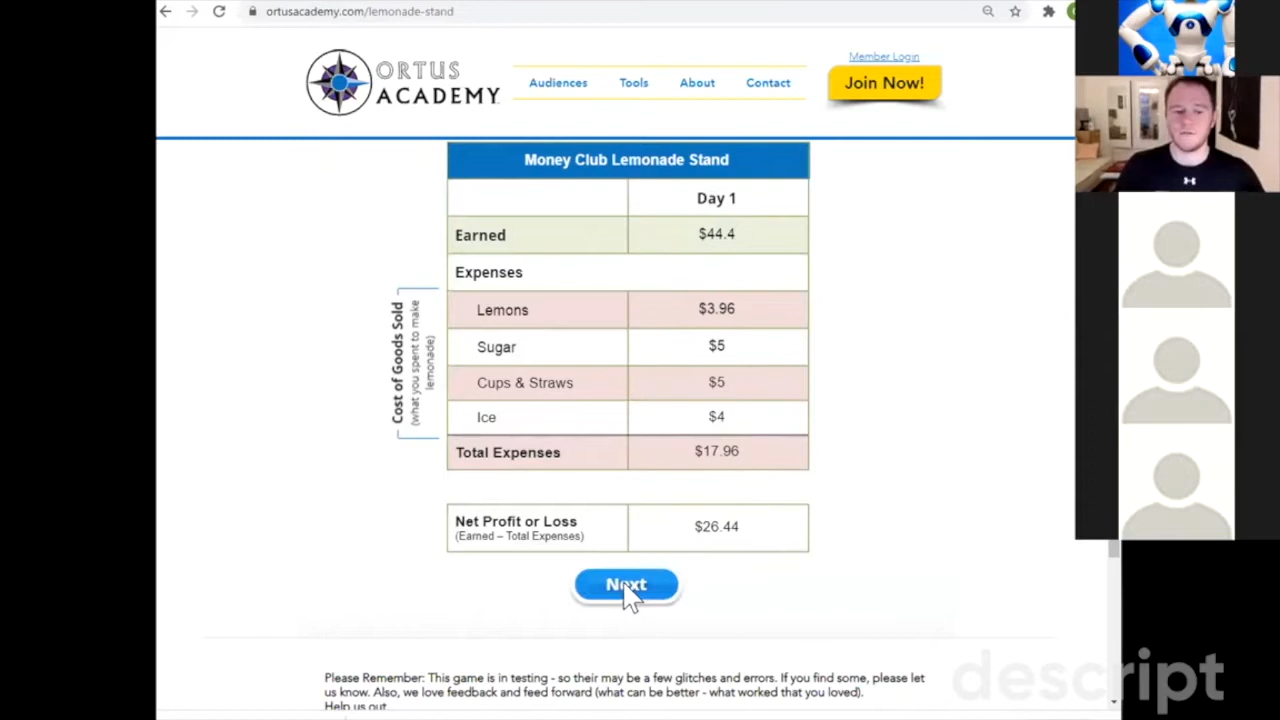 ortusacademy.com/lemonade-stand
ORTUS
ACADEMY
Audiences
Tools
About
Contact
Member Login
Join Now!
Money Club Lemonade Stand
Day 1
Earned $44.4
Expenses
Cost of Goods Sold
(what you spent to make
lemonade)
Lemons $3.96
Sugar $5
Cups & Straws $5
Ice $4
Total Expenses $17.96
Net Profit or Loss
(Earned – Total Expenses)
$26.44
Next
Please Remember: This game is in testing - so their may be a few glitches and errors. If you find some, please let
us know. Also, we love feedback and feed forward (what can be better - what worked that you loved).
Help us out
descript